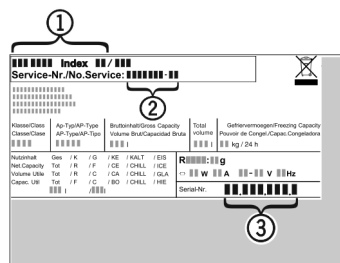 1
Index /
Service-Nr./No.Service: -
2
Klasse/Class Ap-Typ/AP-Type Bruttoinhalt/Gross Capacity Total Gefriervermoegen/Freezing Capacity
Classe/Clase AP-Type/AP-Tipo Volume Brut/Capacidad Bruta volume Pouvoir de Congel./Capac.Congeladora
l l kg / 24 h
Nutzinhalt Ges / K / G / KE / KALT / EIS
Net.Capacity Tot / R / F / CE / CHILL / ICE
Volume Utile Tot / R / C / CA / CHILL / GLA
Capac. Util Tot / F / C / BO / CHILL / HIE
l / l
R : g
W A - V Hz
Serial-Nr. , , ,
3